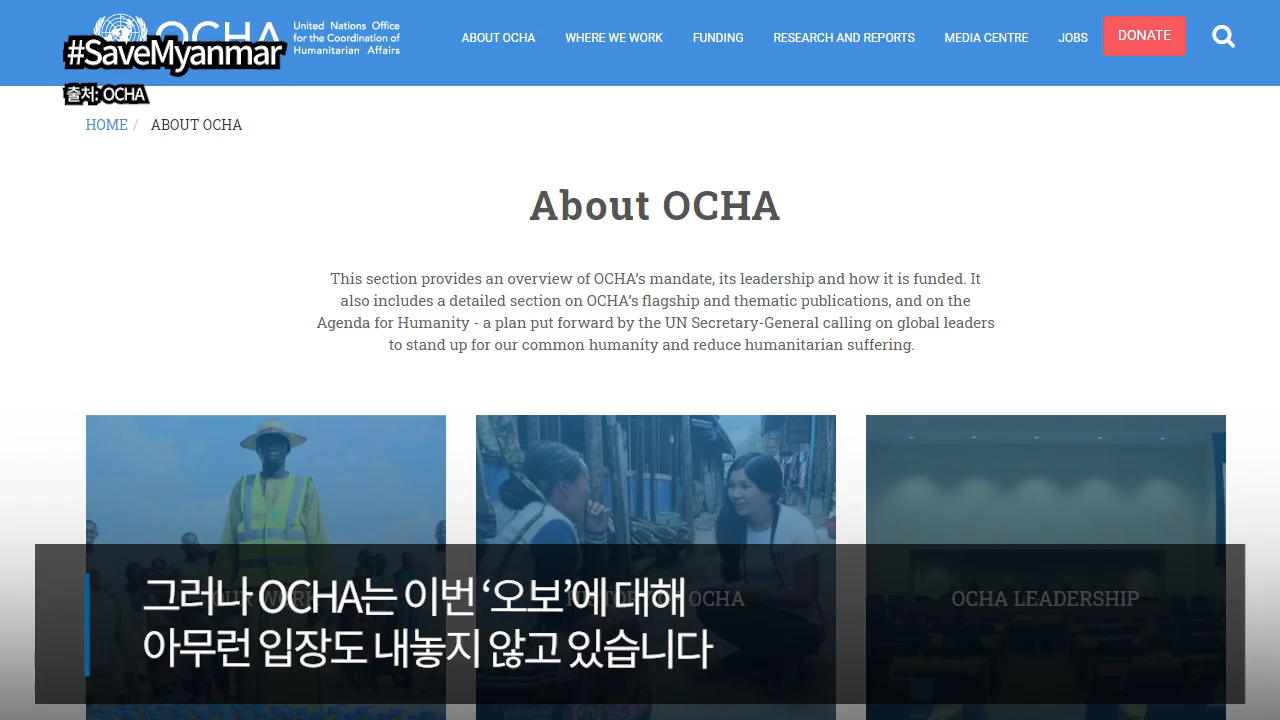 OCHA
United Nations Office
for the Coordination of
Humanitarian Affairs
#SaveMyanmar
출처: OCHA
ABOUT OCHA
WHERE WE WORK
FUNDING
RESEARCH AND REPORTS
MEDIA CENTRE
JOBS
DONATE
HOME / ABOUT OCHA
About OCHA
This section provides an overview of OCHA’s mandate, its leadership and how it is funded. It
also includes a detailed section on OCHA’s flagship and thematic publications, and on the
Agenda for Humanity - a plan put forward by the UN Secretary-General calling on global leaders
to stand up for our common humanity and reduce humanitarian suffering.
OUR WORK
OCHA
OCHA LEADERSHIP
그러나 OCHA는 이번 ‘오보’에 대해
아무런 입장도 내놓지 않고 있습니다